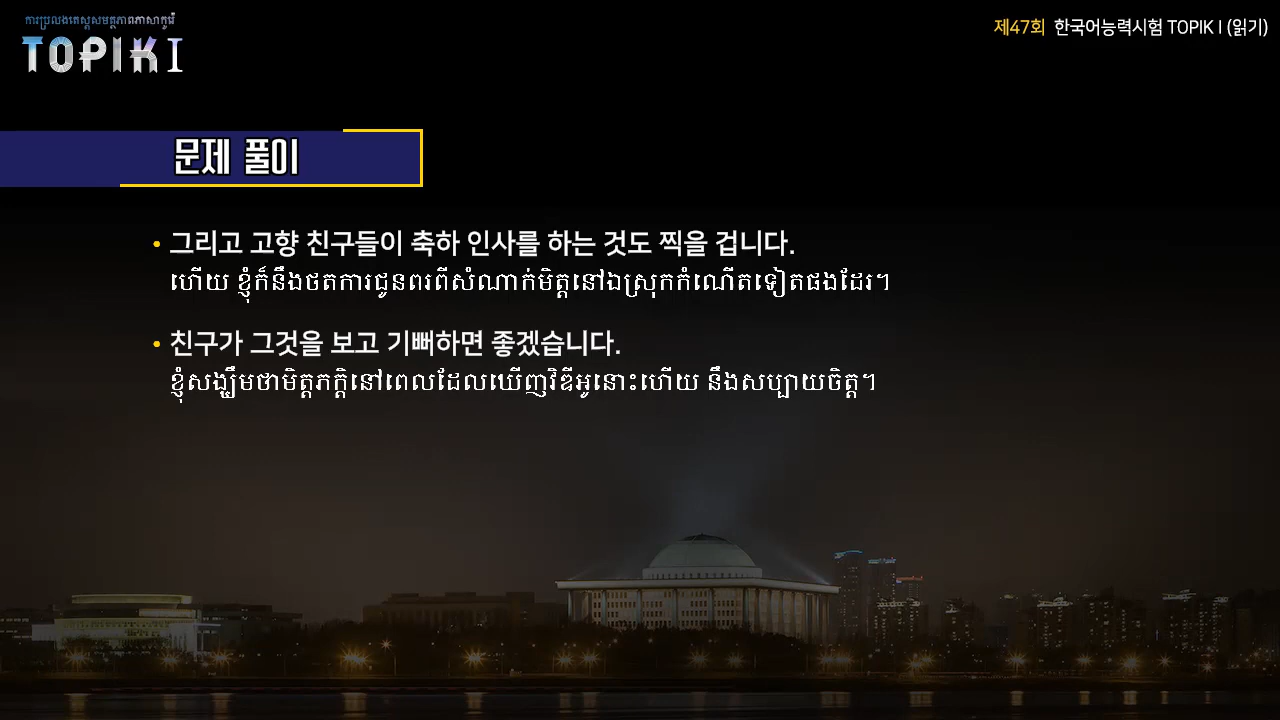 ការប្រលងតេស្តសមត្ថភាពភាសាកូរ៉េ
TOPIK I
제47회 한국어능력시험 TOPIK I (읽기)
문제 풀이
• 그리고 고향 친구들이 축하 인사를 하는 것도 찍을 겁니다.
ហើយ ខ្ញុំក៏នឹងថតការជូនពរពីសំណាក់មិត្តនៅឯស្រុកកំណើតទៀតផងដែរ។
• 친구가 그것을 보고 기뻐하면 좋겠습니다.
ខ្ញុំសង្ឃឹមថាមិត្តភក្តិនៅពេលដែលឃើញវិឌីអូនោះហើយ នឹងសប្បាយចិត្ត។